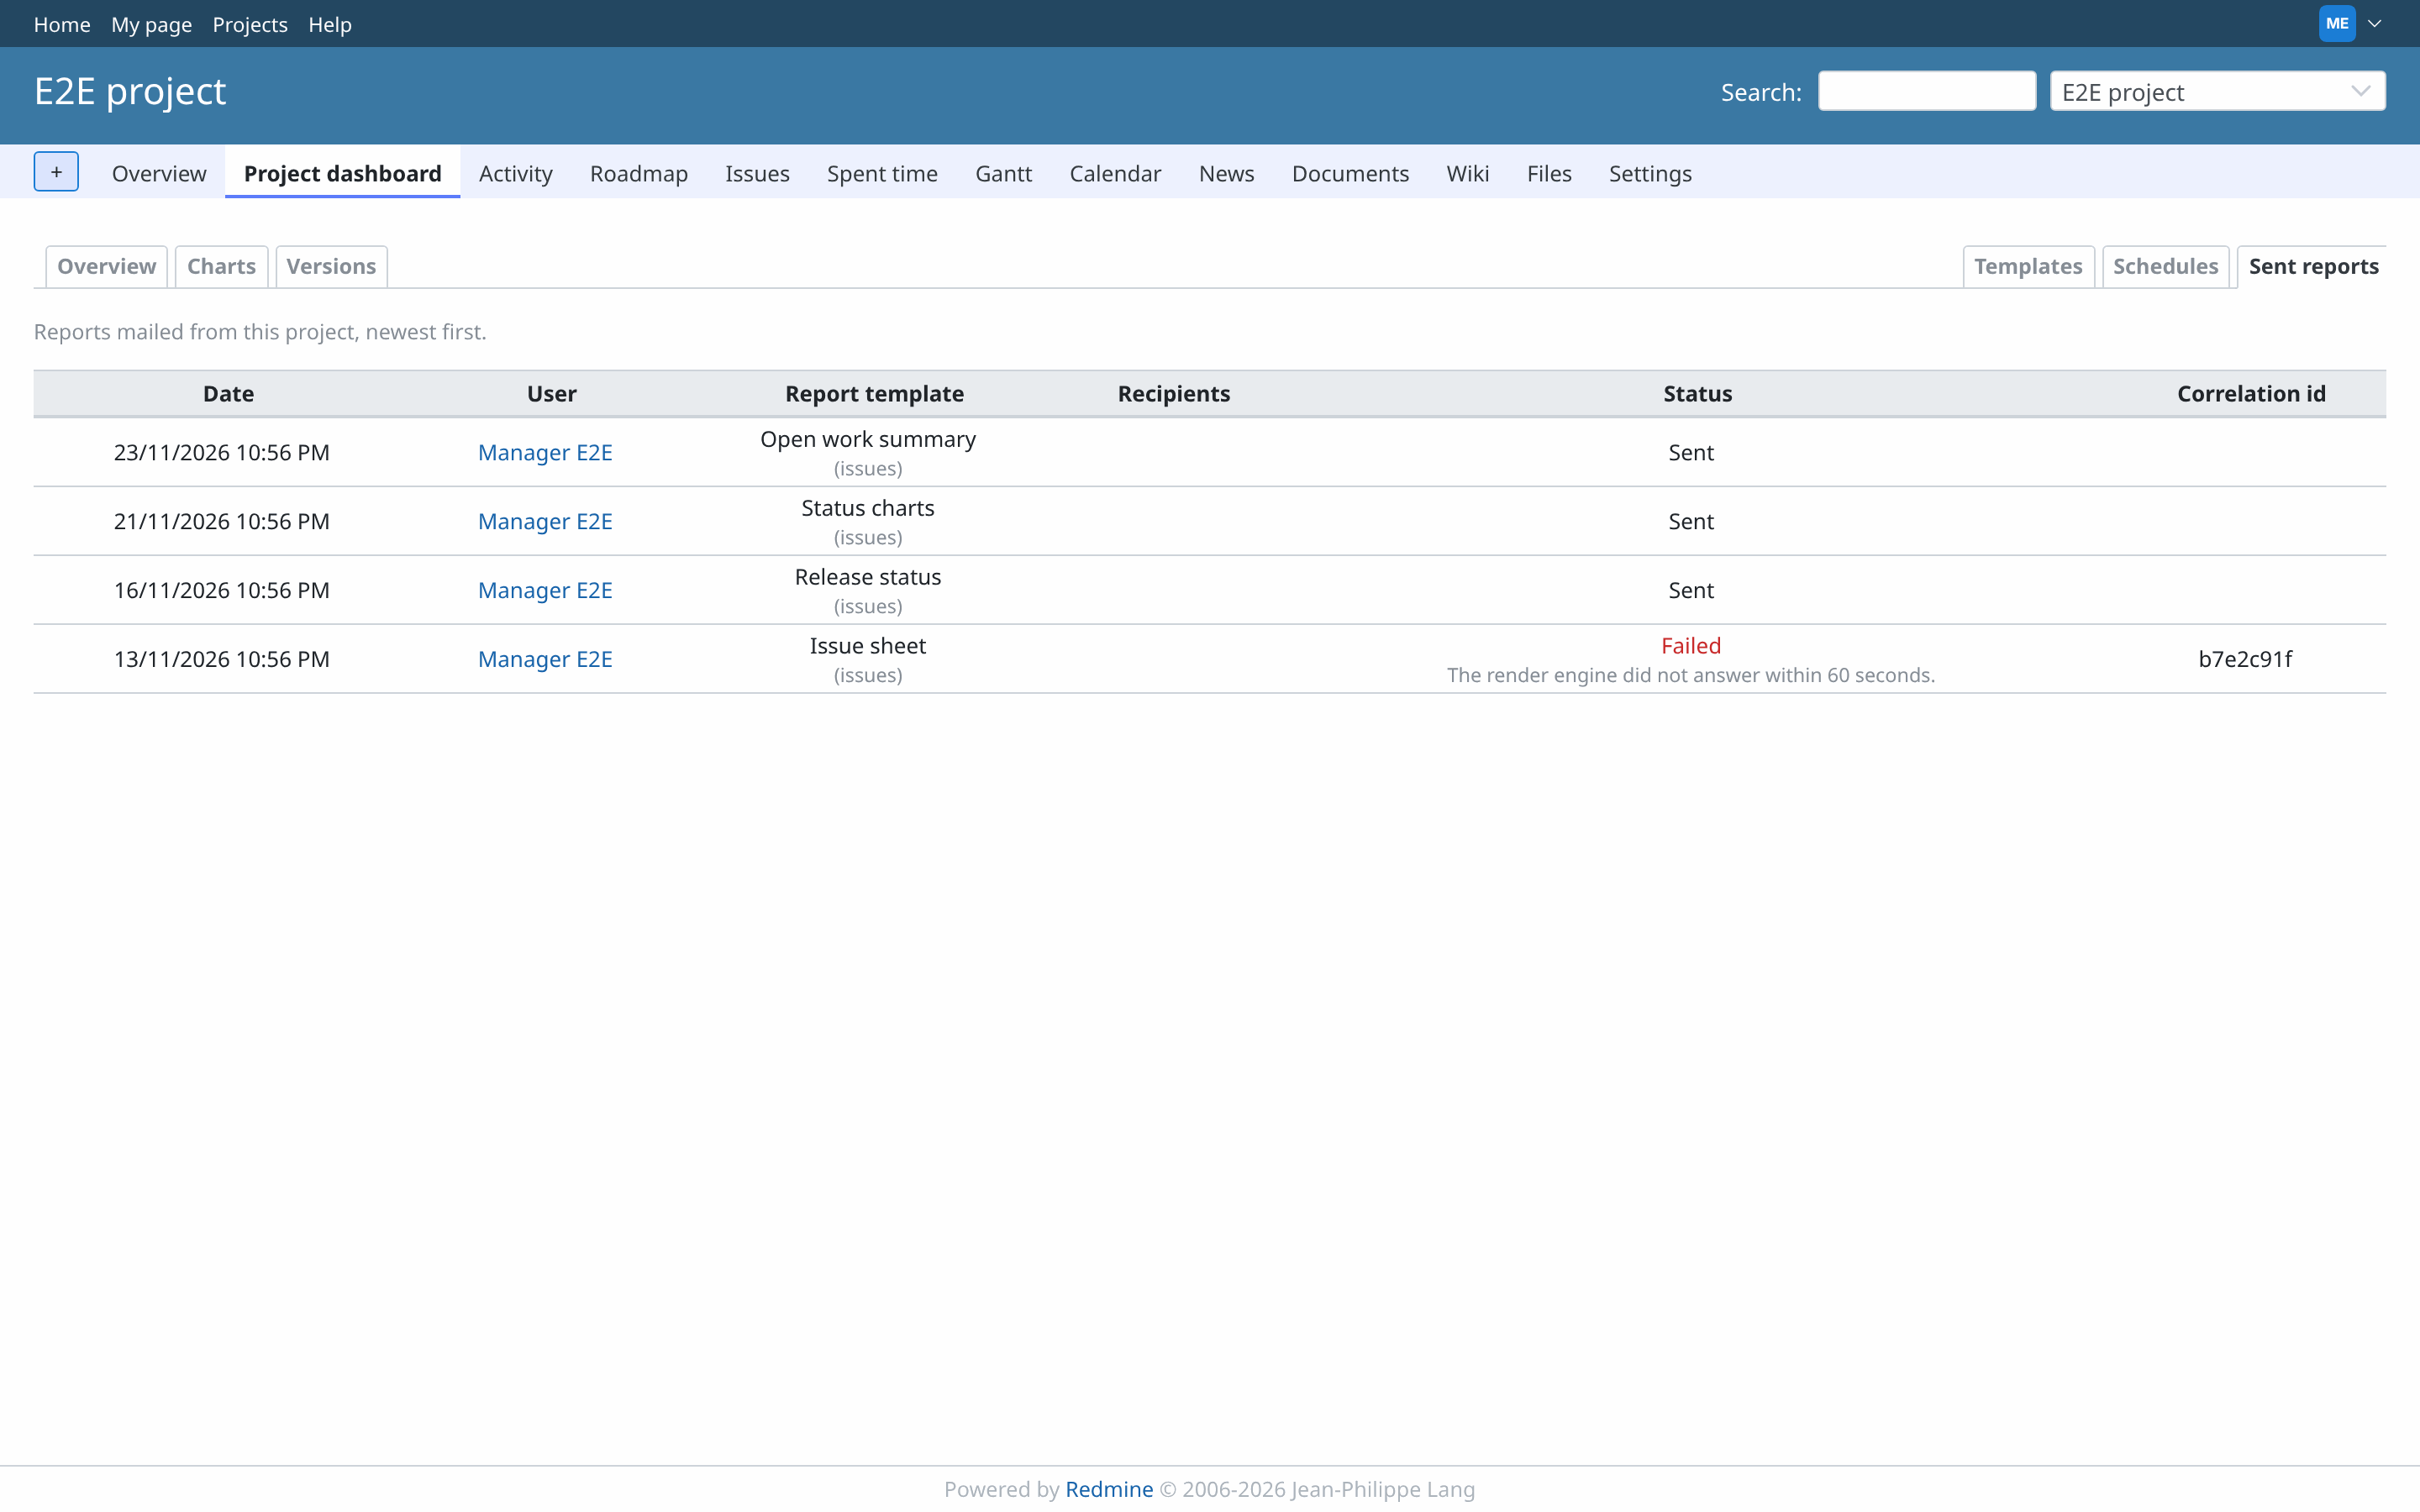 Home My page Projects Help ME
E2E project Search: E2E project
+ Overview Project dashboard Activity Roadmap Issues Spent time Gantt Calendar News Documents Wiki Files Settings
Overview Charts Versions Templates Schedules Sent reports
Reports mailed from this project, newest first.
Date User Report template Recipients Status Correlation id
23/11/2026 10:56 PM Manager E2E Open work summary Sent
(issues)
21/11/2026 10:56 PM Manager E2E Status charts Sent
(issues)
16/11/2026 10:56 PM Manager E2E Release status Sent
(issues)
13/11/2026 10:56 PM Manager E2E Issue sheet Failed b7e2c91f
(issues) The render engine did not answer within 60 seconds.
Powered by Redmine © 2006-2026 Jean-Philippe Lang